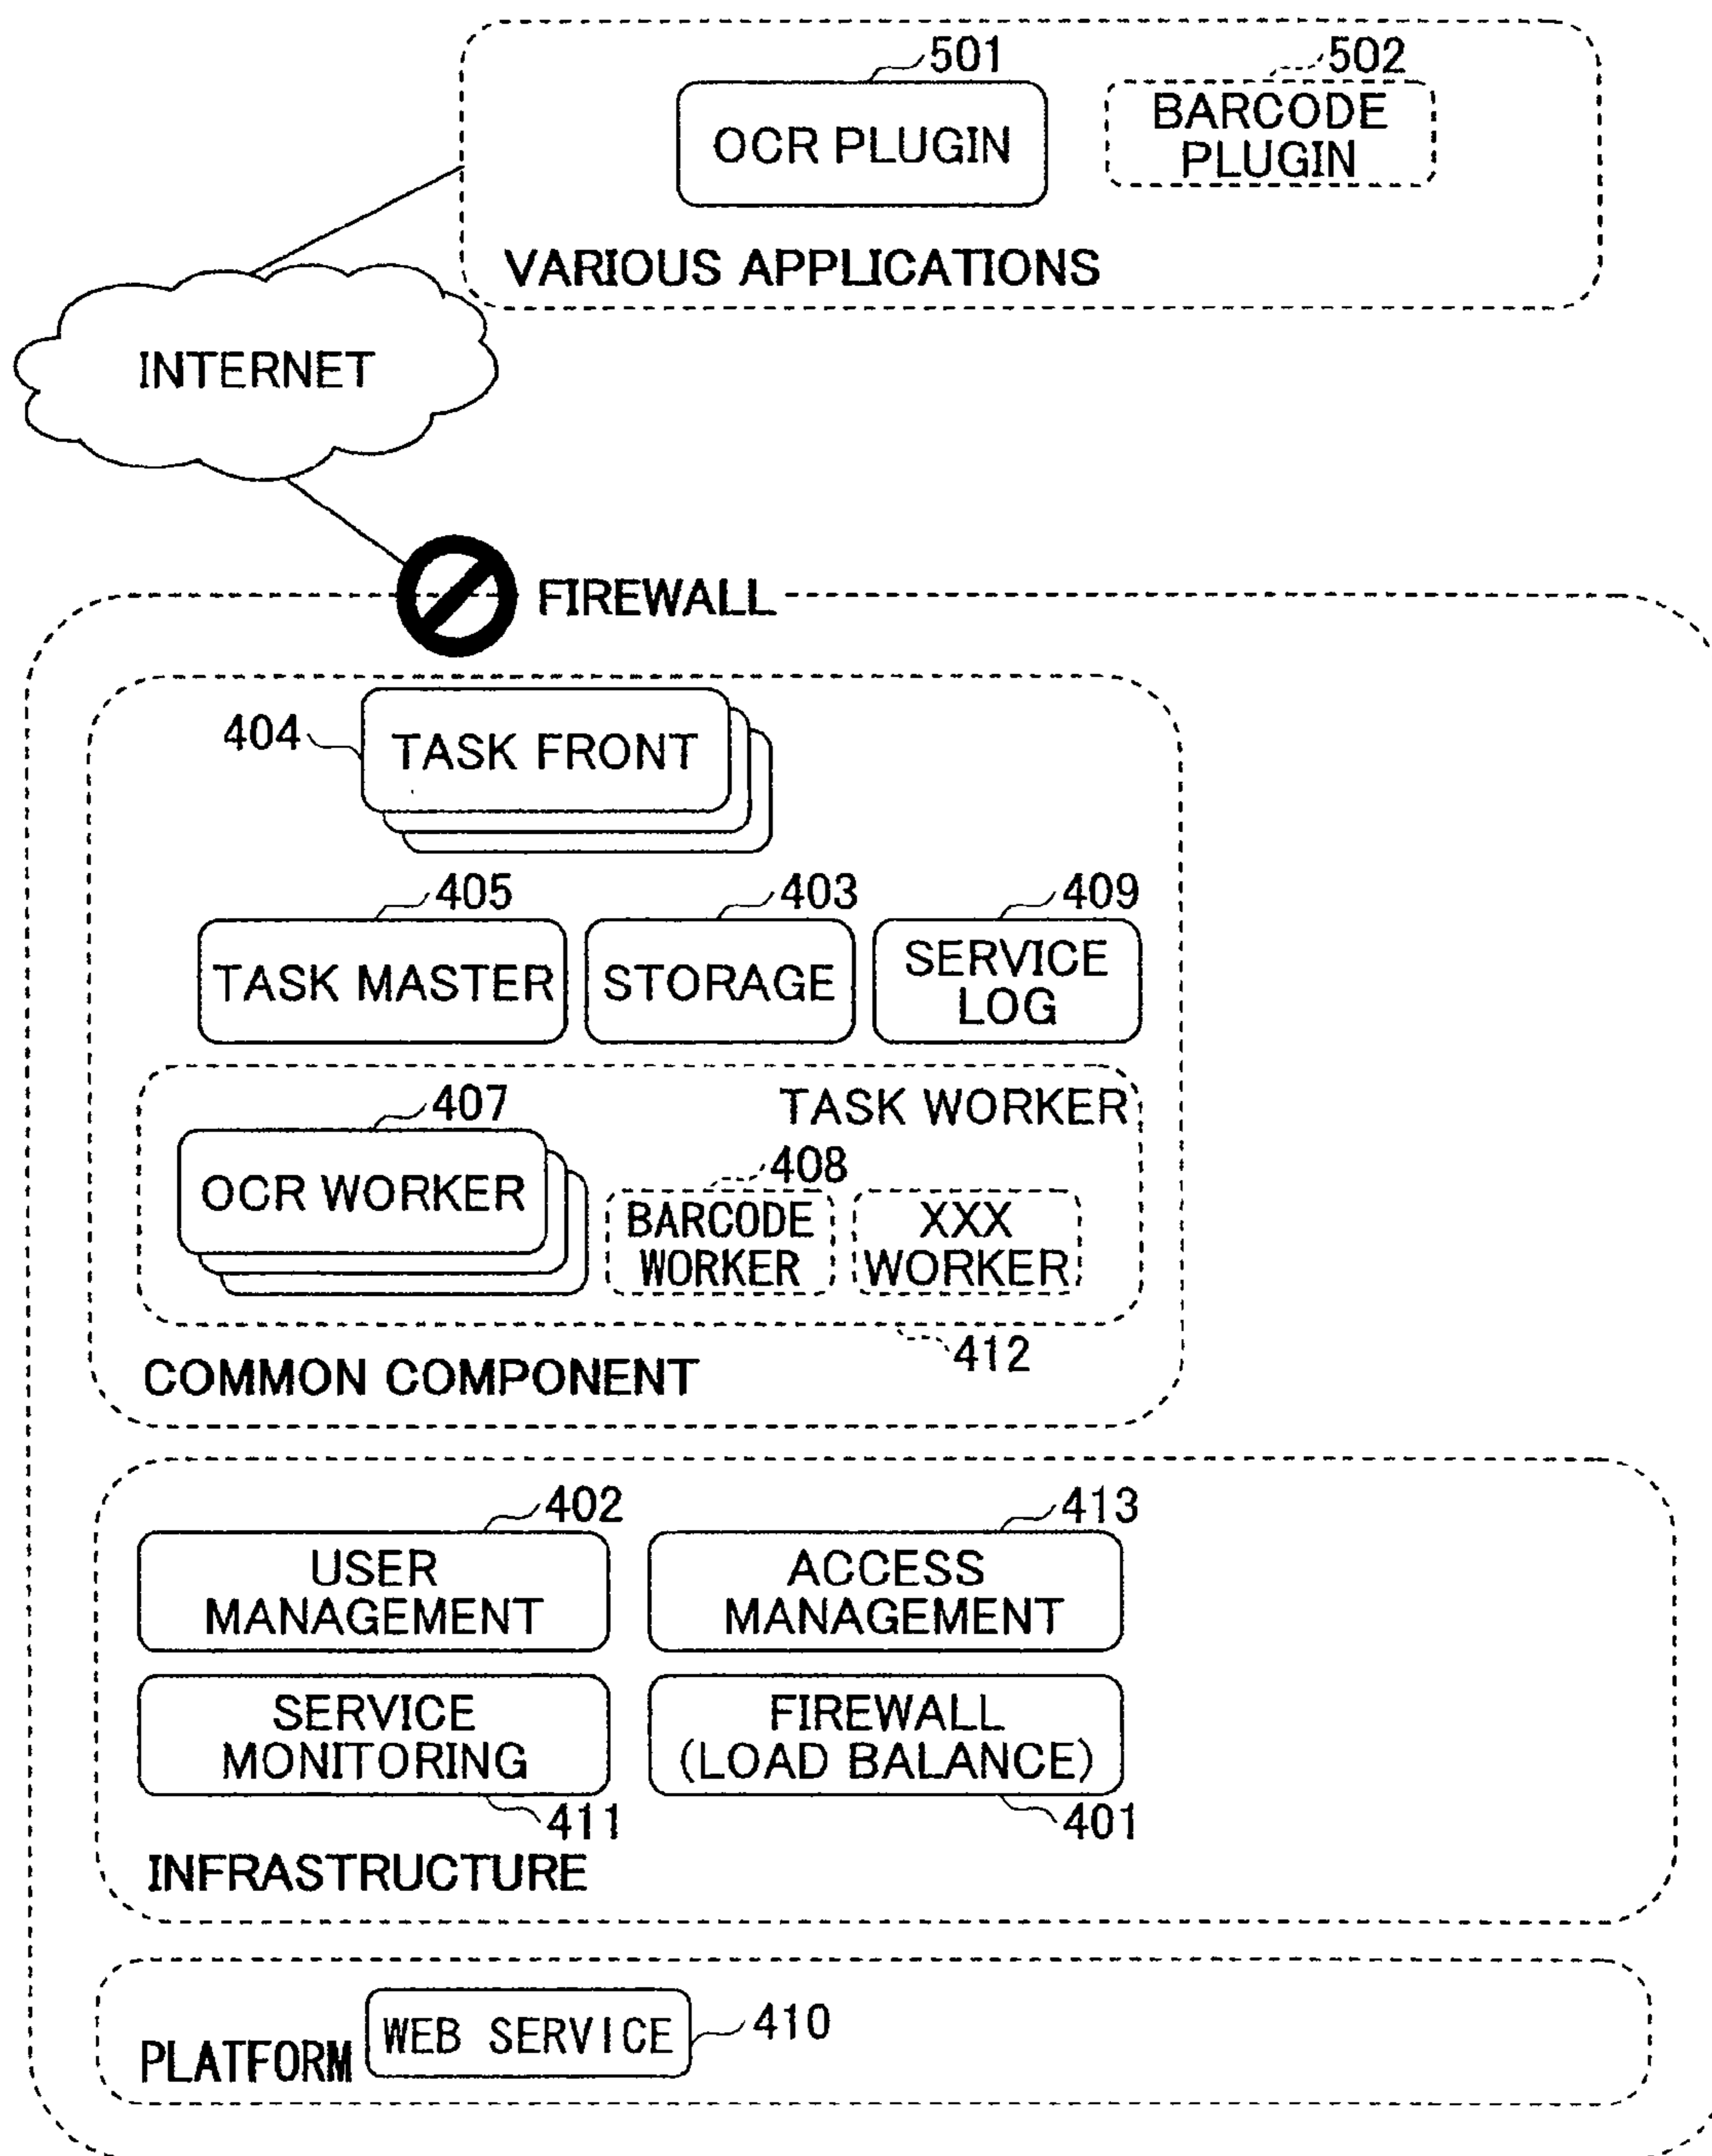 501
502
OCR PLUGIN
BARCODE
PLUGIN
VARIOUS APPLICATIONS
INTERNET
FIREWALL
404
TASK FRONT
405
403
409
TASK MASTER
STORAGE
SERVICE
LOG
407
TASK WORKER
OCR WORKER
408
BARCODE
WORKER
XXX
WORKER
412
COMMON COMPONENT
402
413
USER
MANAGEMENT
ACCESS
MANAGEMENT
SERVICE
MONITORING
FIREWALL
(LOAD BALANCE)
411
401
INFRASTRUCTURE
PLATFORM
WEB SERVICE
410